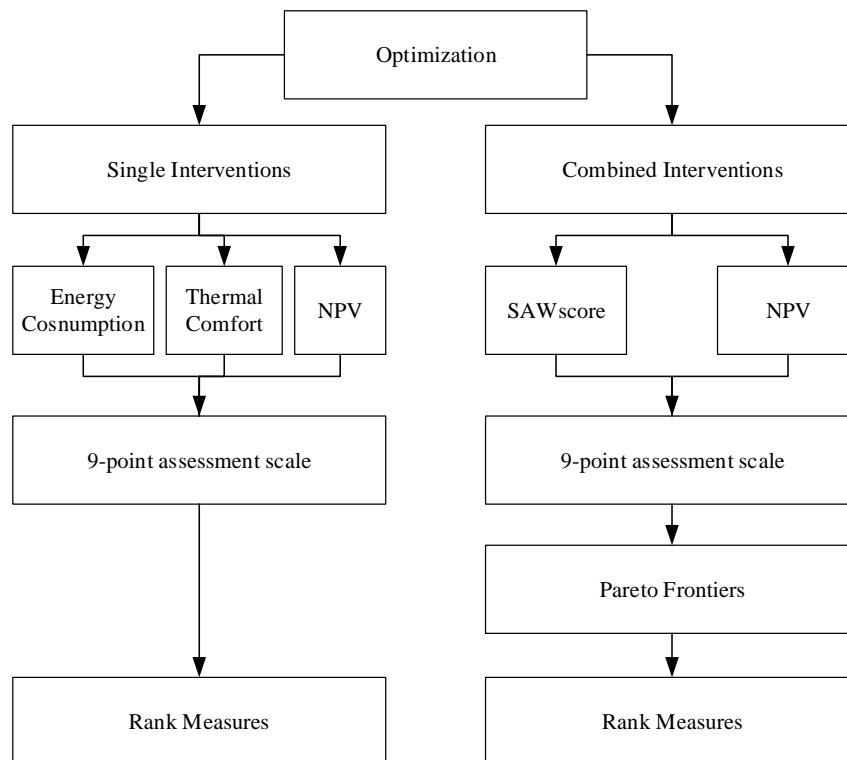 Optimization
Single Interventions
Combined Interventions
Energy
Cosnumption
Thermal
Comfort
NPV
SAWscore
NPV
9-point assessment scale
9-point assessment scale
Pareto Frontiers
Rank Measures
Rank Measures